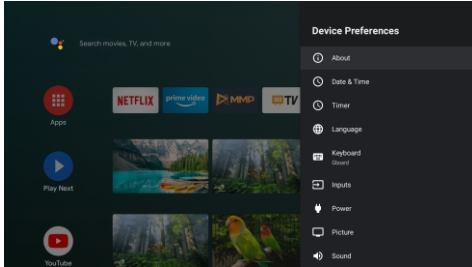 Device Preferences
Search movies, TV, and more
About
Date & Time
NETFLIX
prime video
MMP
TV
Timer
Apps
Language
Keyboard
Gboard
Inputs
Play Next
Power
Picture
YouTube
Sound